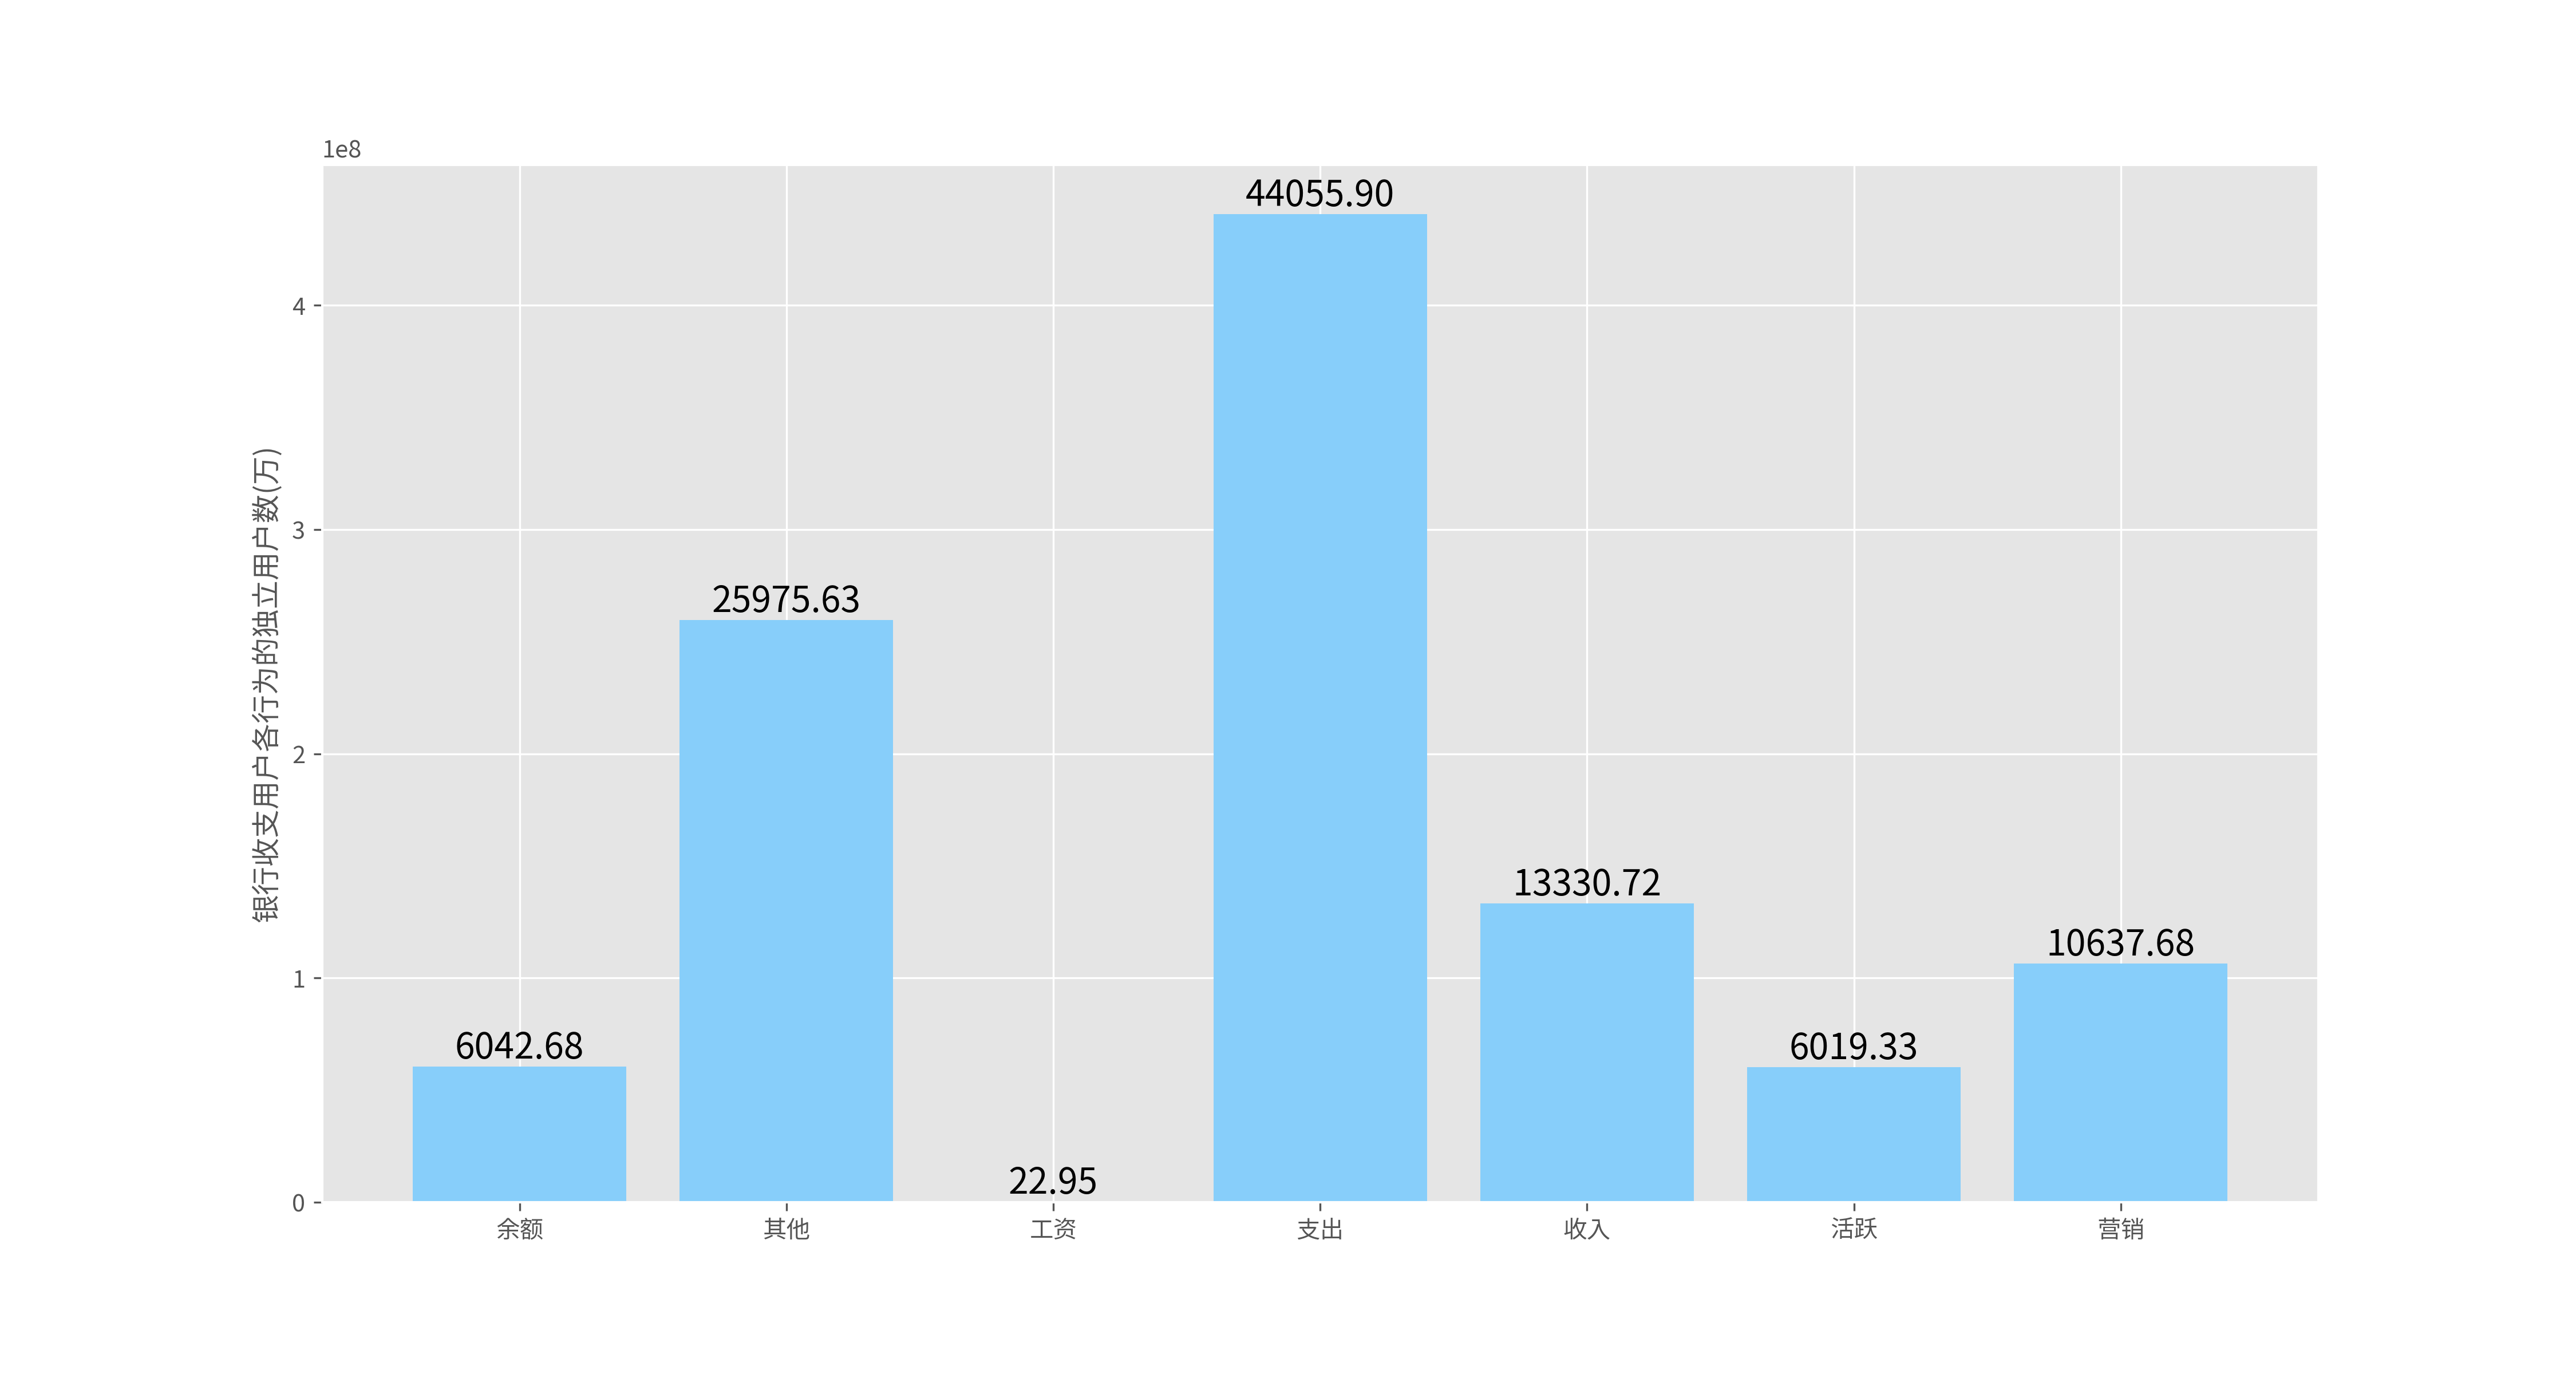 1e8
银行收支用户各行为的独立用户数(万)
4
3
2
1
0
6042.68
25975.63
22.95
44055.90
13330.72
6019.33
10637.68
余额
其他
工资
支出
收入
活跃
营销